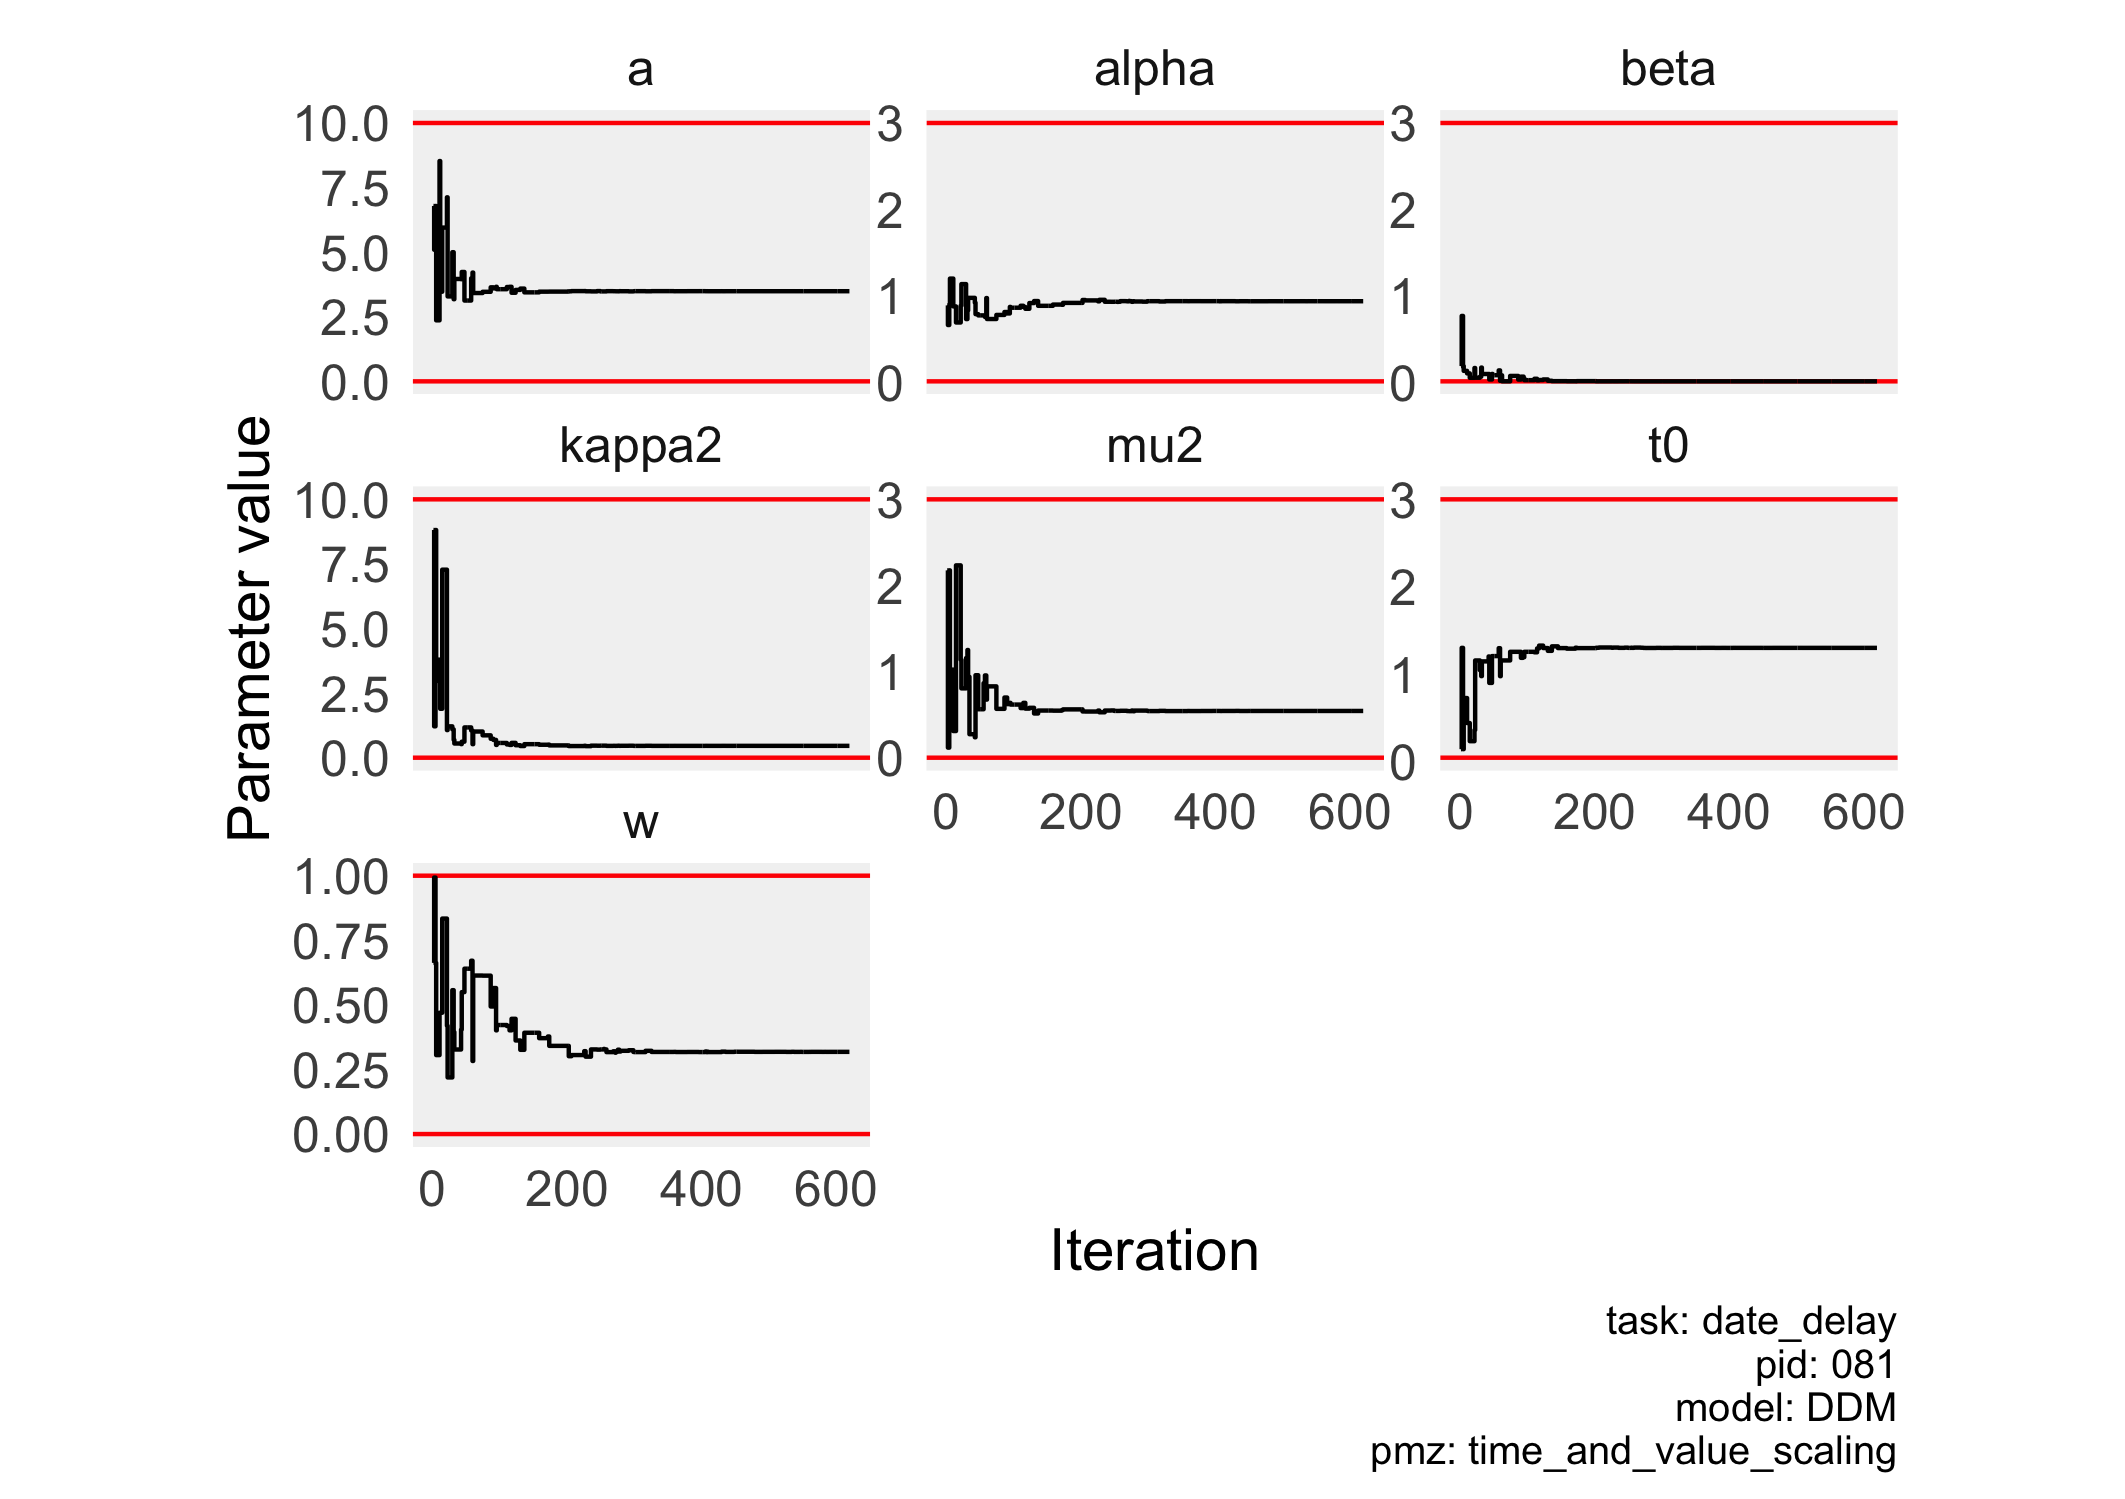 a
alpha
beta
10.0
7.5
5.0
2.5
0.0
3
2
1
0
3
2
1
0
kappa2
mu2
t0
10.0
7.5
5.0
2.5
0.0
3
2
1
0
3
2
1
0
0 200 400 600
0 200 400 600
w
1.00
0.75
0.50
0.25
0.00
0 200 400 600
Parameter value
Iteration
task: date_delay
pid: 081
model: DDM
pmz: time_and_value_scaling